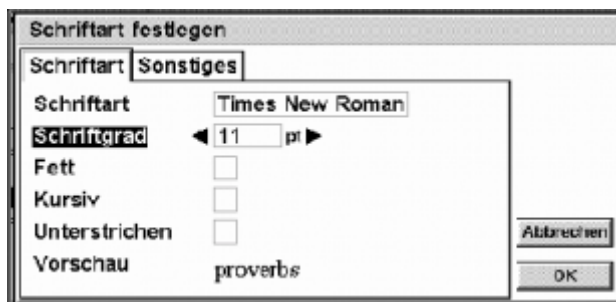 Schriftart festlegen
Schriftart Sonstiges
Schriftart Times New Roman
Schriftgrad 11 pt
Fett
Kursiv
Unterstrichen
Abbrechen
Vorschau proverbs
OK